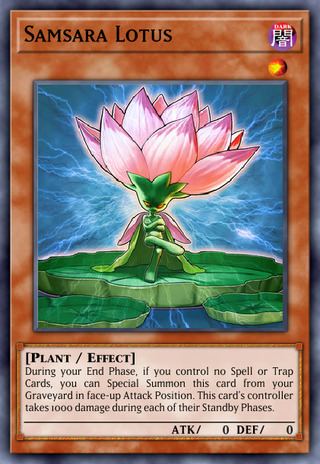 Samsara Lotus
DARK
闇
[Plant / Effect]
During your End Phase, if you control no Spell or Trap
Cards, you can Special Summon this card from your
Graveyard in face-up Attack Position. This card's controller
takes 1000 damage during each of their Standby Phases.
ATK/ 0 DEF/ 0